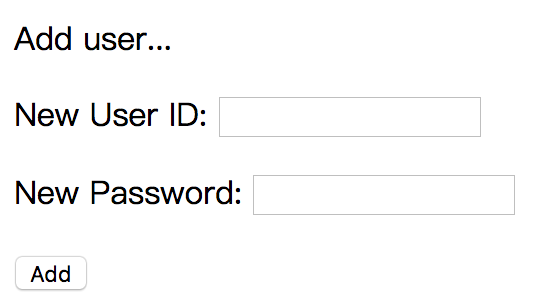 Add user...
New User ID:
New Password:
Add